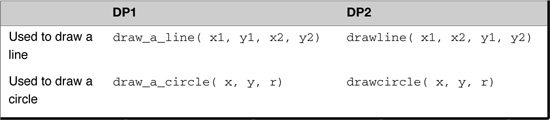 DP1 DP2
Used to draw a draw_a_line( x1, y1, x2, y2) drawline( x1, x2, y1, y2)
line
Used to draw a draw_a_circle( x, y, r) drawcircle( x, y, r)
circle